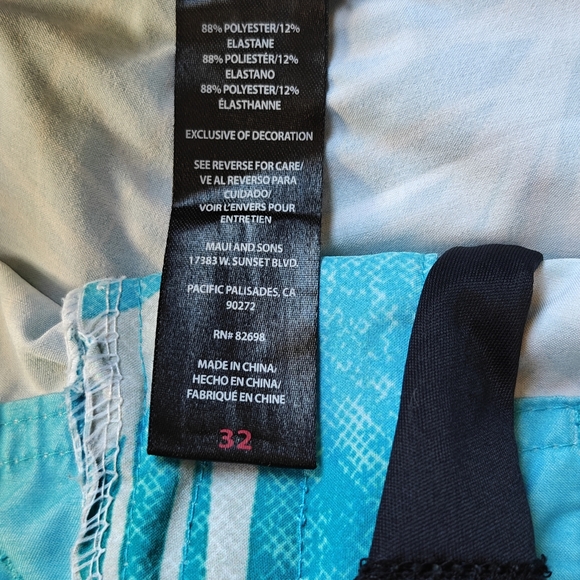 88% POLYESTER/12%
ELASTANE
88% POLIESTÉR/12%
ELASTANO
88% POLYESTER/12%
ÉLASTHANNE
EXCLUSIVE OF DECORATION
SEE REVERSE FOR CARE/
VE AL REVERSO PARA
CUIDADO/
VOIR L'ENVERS POUR
ENTRETIEN
MAUI AND SONS
17383 W. SUNSET BLVD.
PACIFIC PALISADES, CA
90272
RN# 82698
MADE IN CHINA/
HECHO EN CHINA/
FABRIQUÉ EN CHINE
32